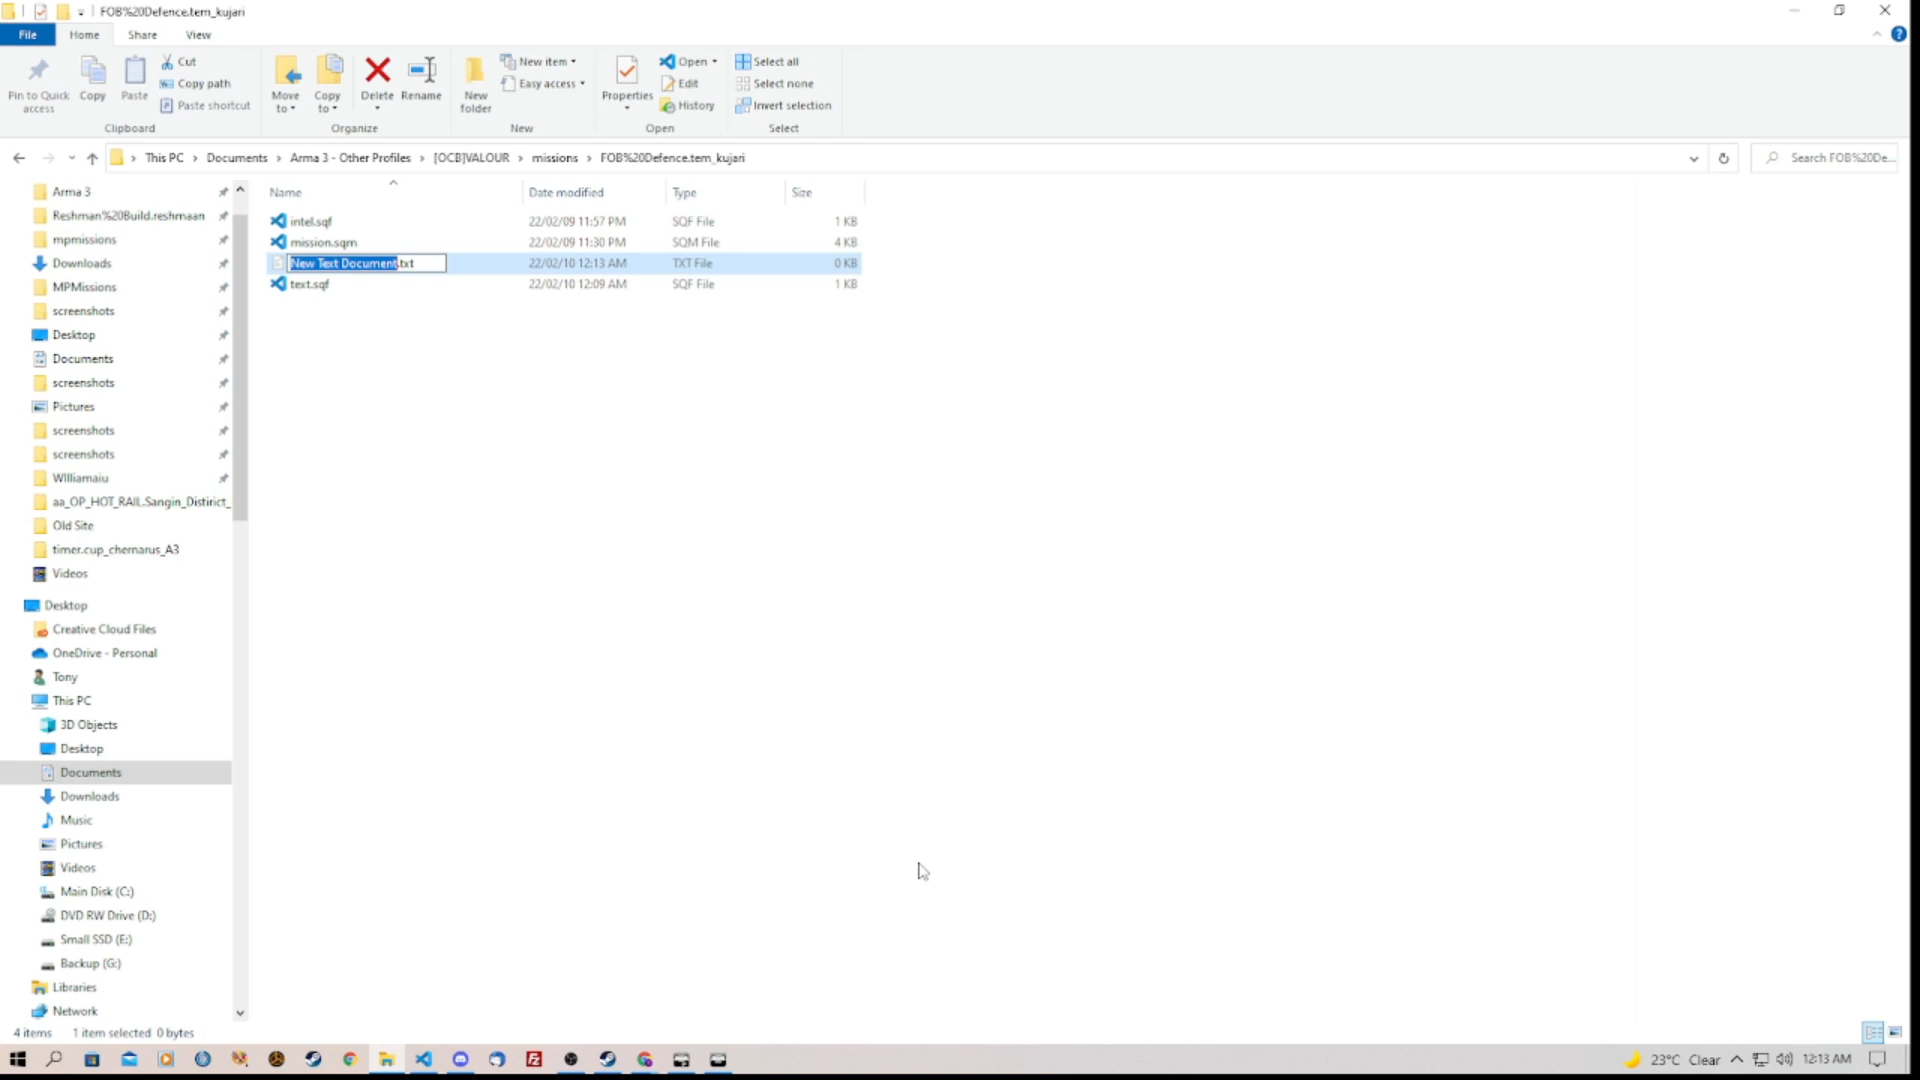 FOB%20Defence.tem_kujari
File Home Share View
Pin to Quick access
Copy
Paste
Cut
Copy path
Paste shortcut
Clipboard
Move to
Copy to
Delete
Rename
Organize
New folder
New item
Easy access
New
Properties
Open
Edit
History
Open
Select all
Select none
Invert selection
Select
This PC > Documents > Arma 3 - Other Profiles > [OCB]VALOUR > missions > FOB%20Defence.tem_kujari
Search FOB%20De...
Name Date modified Type Size
intel.sqf 22/02/09 11:57 PM SQF File 1 KB
mission.sqm 22/02/09 11:30 PM SQM File 4 KB
New Text Document.txt 22/02/10 12:13 AM TXT File 0 KB
text.sqf 22/02/10 12:09 AM SQF File 1 KB
Arma 3
Reshman%20Build.reshmaan
mpmissions
Downloads
MPMissions
screenshots
Desktop
Documents
screenshots
Pictures
screenshots
screenshots
WIlliamaiu
aa_OP_HOT_RAIL.Sangin_Distirict_
Old Site
timer.cup_chernarus_A3
Videos
Desktop
Creative Cloud Files
OneDrive - Personal
Tony
This PC
3D Objects
Desktop
Documents
Downloads
Music
Pictures
Videos
Main Disk (C:)
DVD RW Drive (D:)
Small SSD (E:)
Backup (G:)
Libraries
Network
4 items 1 item selected 0 bytes
23°C Clear 12:13 AM